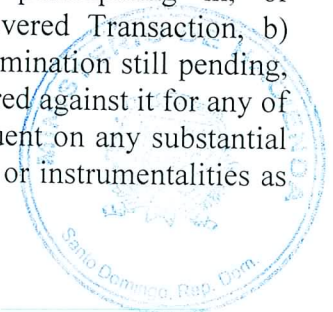 vered Transaction, b)
mination still pending,
red against it for any of
uent on any substantial
or instrumentalities as
Santo Domingo, Rep. Dom.